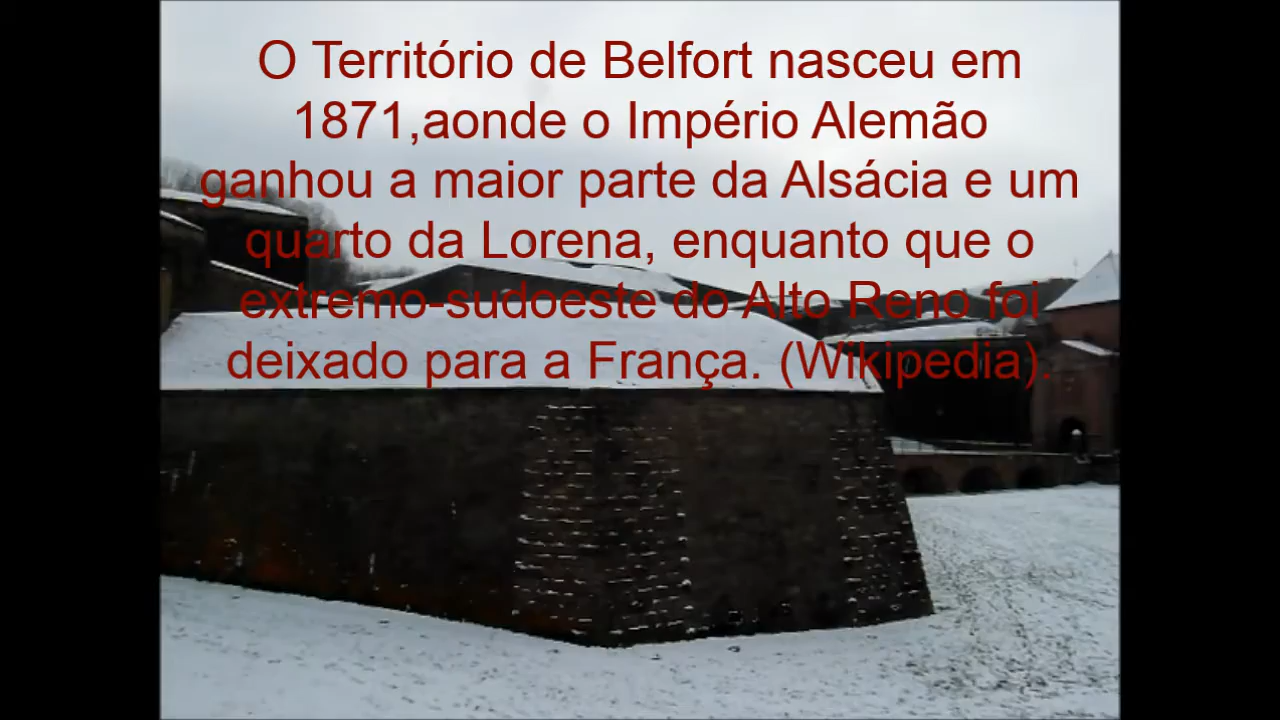 O Território de Belfort nasceu em
1871,aonde o Império Alemão
ganhou a maior parte da Alsácia e um
quarto da Lorena, enquanto que o
extremo-sudoeste do Alto Reno foi
deixado para a França. (Wikipedia).